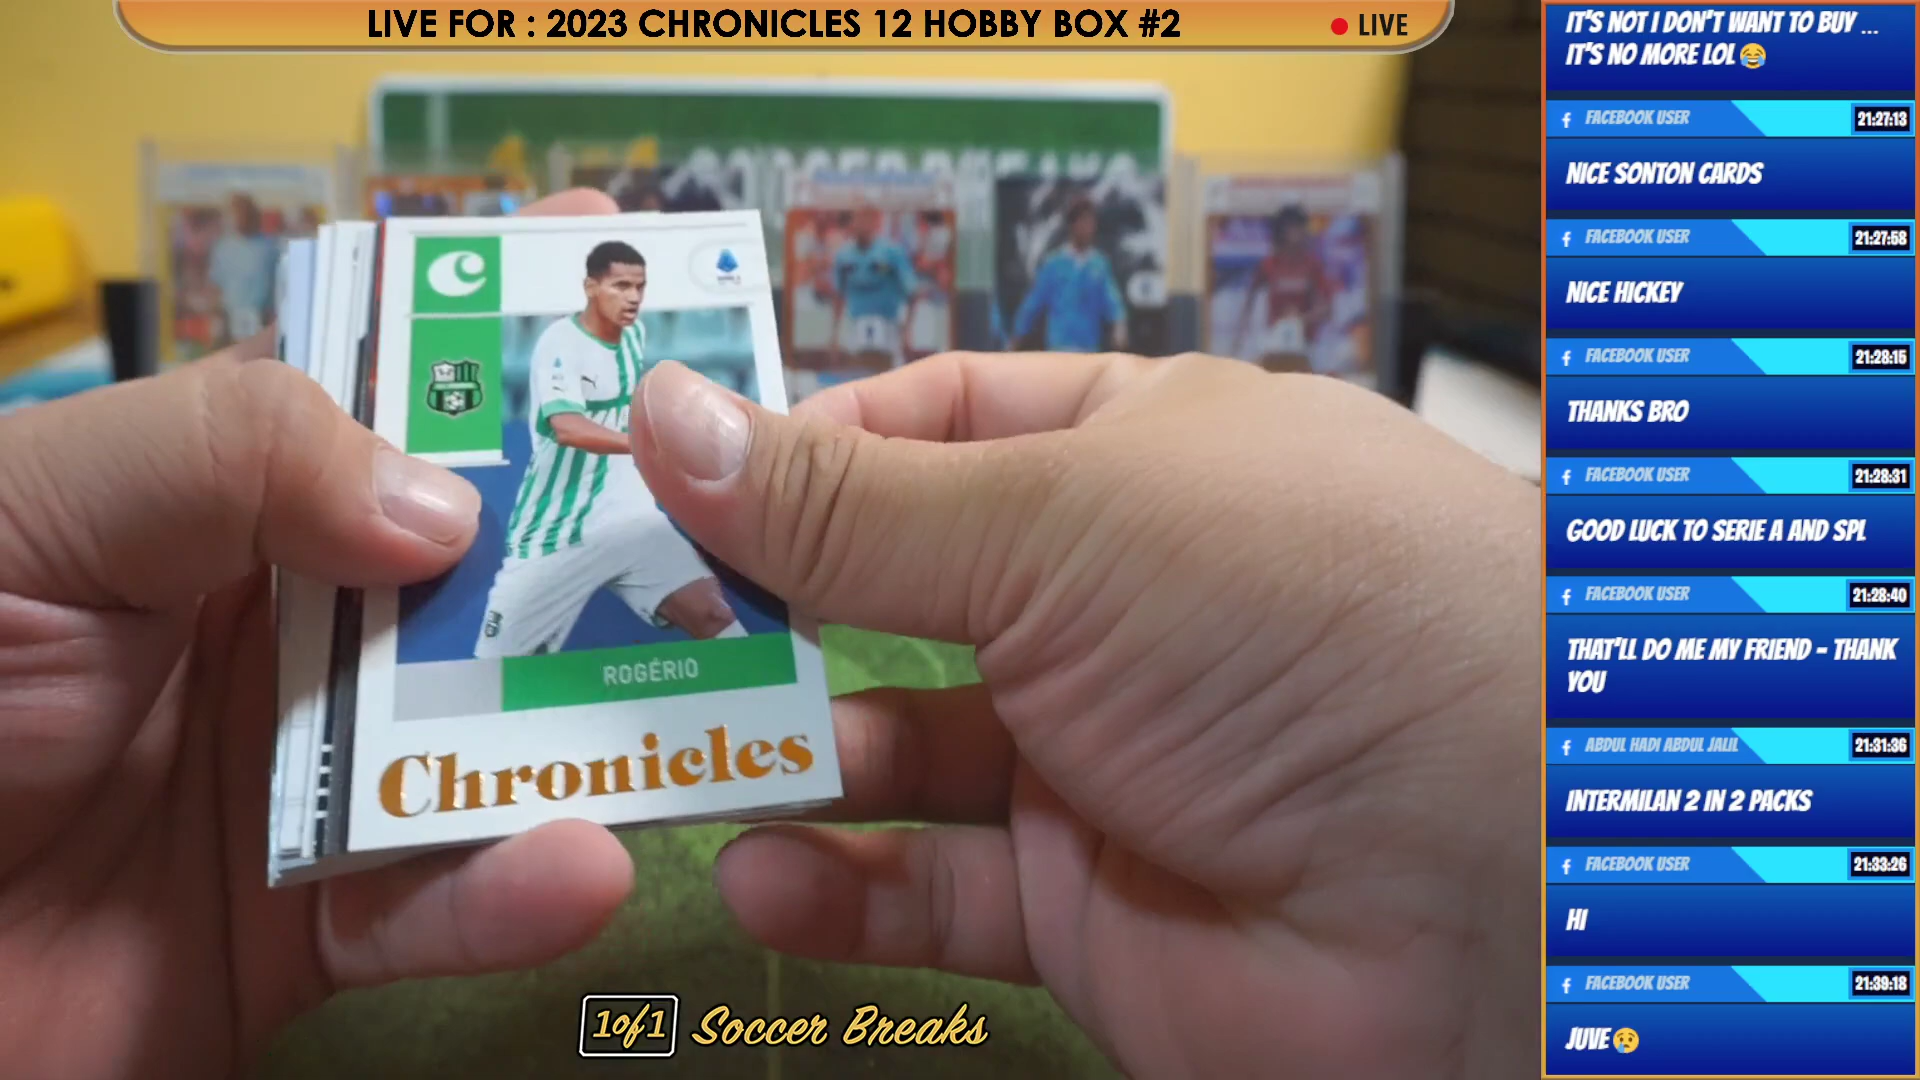 LIVE FOR : 2023 CHRONICLES 12 HOBBY BOX #2
LIVE
ROGÉRIO
Chronicles
1of1 Soccer Breaks
IT'S NOT I DON'T WANT TO BUY ...
IT'S NO MORE LOL 😂
FACEBOOK USER 21:27:13
NICE SONTON CARDS
FACEBOOK USER 21:27:58
NICE HICKEY
FACEBOOK USER 21:28:15
THANKS BRO
FACEBOOK USER 21:28:31
GOOD LUCK TO SERIE A AND SPL
FACEBOOK USER 21:28:40
THAT'LL DO ME MY FRIEND - THANK
YOU
ABDUL HADI ABDUL JALIL 21:31:36
INTERMILAN 2 IN 2 PACKS
FACEBOOK USER 21:33:26
HI
FACEBOOK USER 21:39:18
JUVE 😢